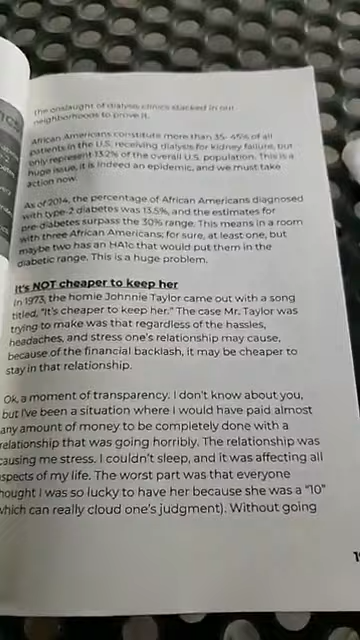 the onslaught of dialysis clinics stacked in our
neighborhoods to prove it.
African Americans constitute more than 35- 45% of all
patients in the U.S. receiving dialysis for kidney failure, but
only represent 13.2% of the overall U.S. population. This is a
huge issue, it is indeed an epidemic, and we must take
action now.
As of 2014, the percentage of African Americans diagnosed
with type-2 diabetes was 13.5%, and the estimates for
pre-diabetes surpass the 30% range. This means in a room
with three African Americans; for sure, at least one, but
maybe two has an HA1c that would put them in the
diabetic range. This is a huge problem.
It's NOT cheaper to keep her
In 1973, the homie Johnnie Taylor came out with a song
titled, "It's cheaper to keep her." The case Mr. Taylor was
trying to make was that regardless of the hassles,
headaches, and stress one's relationship may cause,
because of the financial backlash, it may be cheaper to
stay in that relationship.
Ok, a moment of transparency. I don't know about you,
but I've been a situation where I would have paid almost
any amount of money to be completely done with a
relationship that was going horribly. The relationship was
causing me stress. I couldn't sleep, and it was affecting all
spects of my life. The worst part was that everyone
hought I was so lucky to have her because she was a "10"
which can really cloud one's judgment). Without going